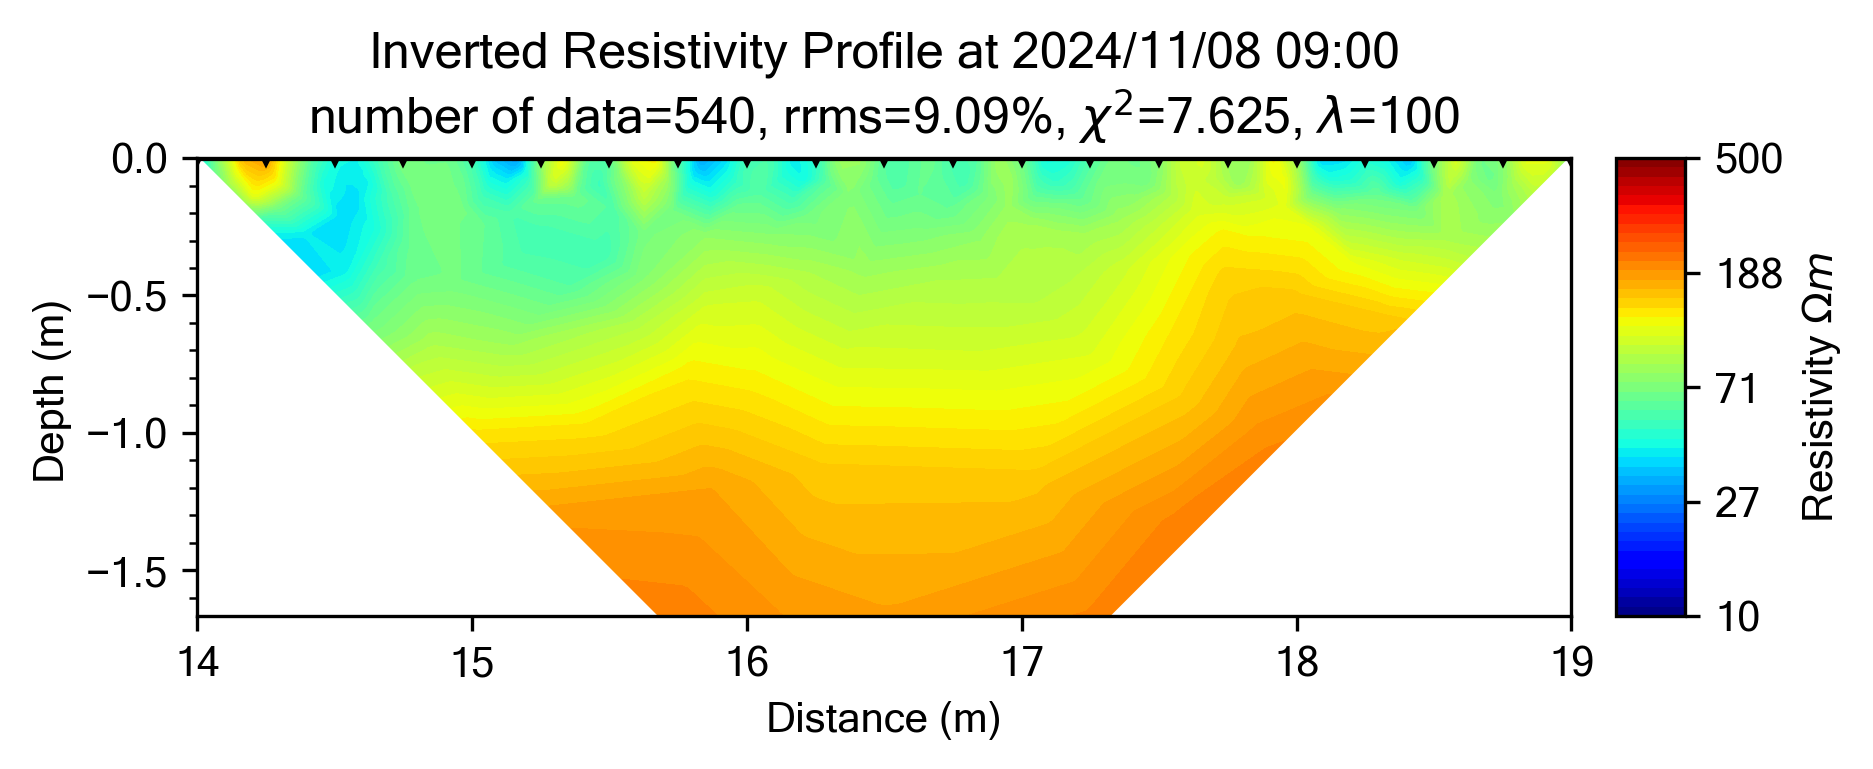 Inverted Resistivity Profile at 2024/11/08 09:00
number of data=540, rrms=9.09%, χ²=7.625, λ=100
0.0
−0.5
−1.0
−1.5
Depth (m)
14 15 16 17 18 19
Distance (m)
500
188
71
27
10
Resistivity Ωm